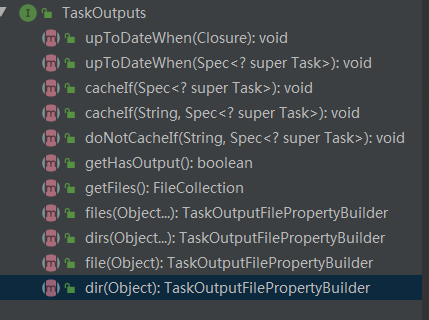 TaskOutputs
upToDateWhen(Closure): void
upToDateWhen(Spec<? super Task>): void
cacheIf(Spec<? super Task>): void
cacheIf(String, Spec<? super Task>): void
doNotCacheIf(String, Spec<? super Task>): void
getHasOutput(): boolean
getFiles(): FileCollection
files(Object...): TaskOutputFilePropertyBuilder
dirs(Object...): TaskOutputFilePropertyBuilder
file(Object): TaskOutputFilePropertyBuilder
dir(Object): TaskOutputFilePropertyBuilder